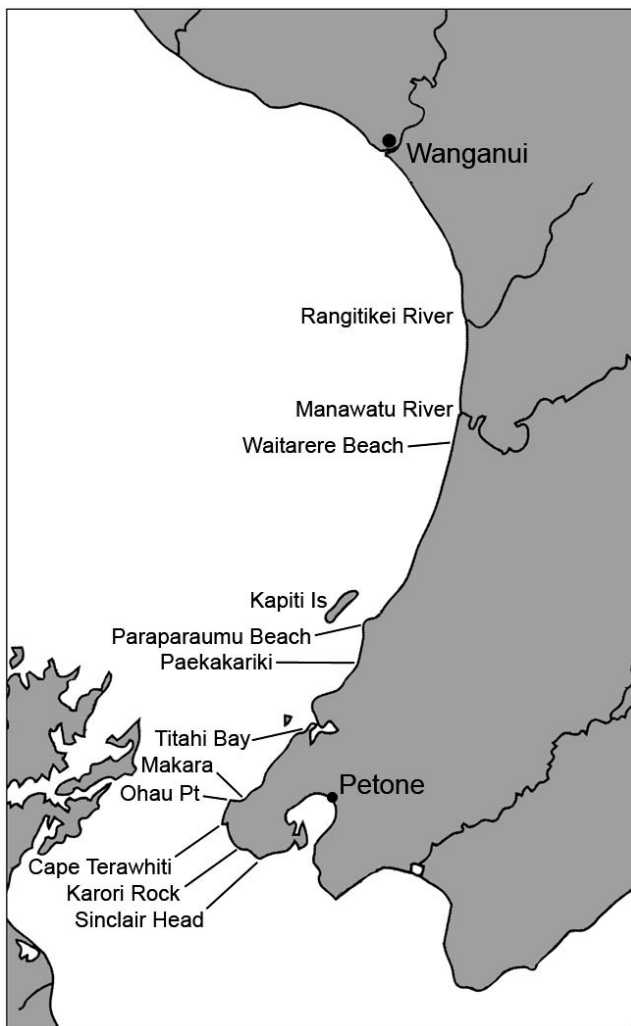 Wanganui
Rangitikei River
Manawatu River
Waitarere Beach
Kapiti Is
Paraparaumu Beach
Paekakariki
Titahi Bay
Makara
Petone
Ohau Pt
Cape Terawhiti
Karori Rock
Sinclair Head